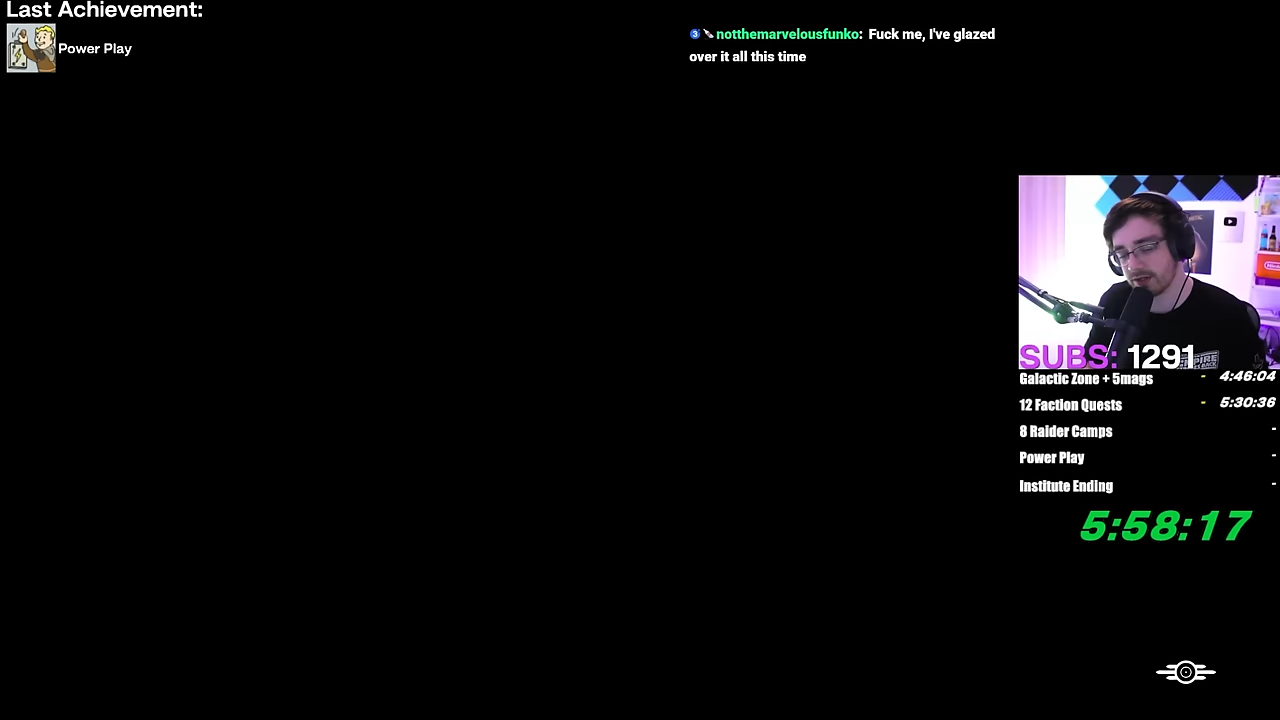 Last Achievement:
Power Play
3 notthemarvelousfunko: Fuck me, I've glazed
over it all this time
SUBS: 1291
Galactic Zone + 5mags - 4:46:04
12 Faction Quests - 5:30:36
8 Raider Camps -
Power Play -
Institute Ending -
5:58:17